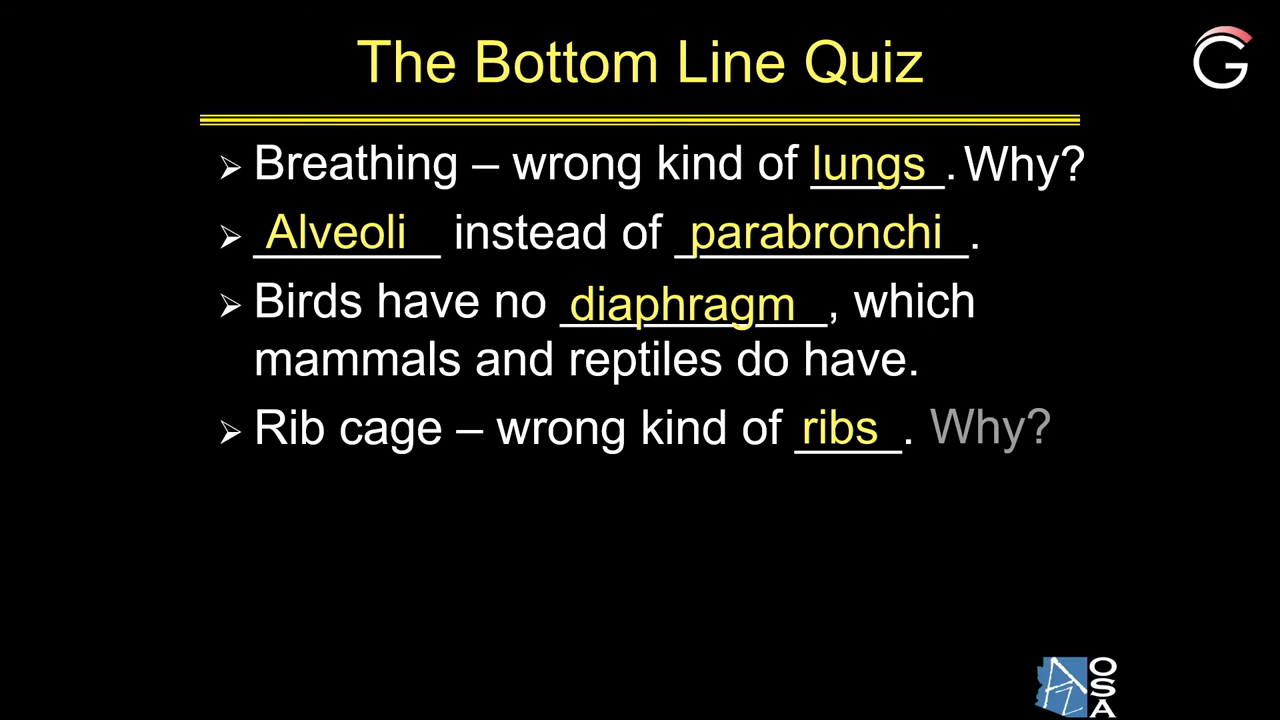 The Bottom Line Quiz
G
➢ Breathing – wrong kind of lungs. Why?
➢ Alveoli instead of parabronchi.
➢ Birds have no diaphragm, which
mammals and reptiles do have.
➢ Rib cage – wrong kind of ribs. Why?
AZ
OSA